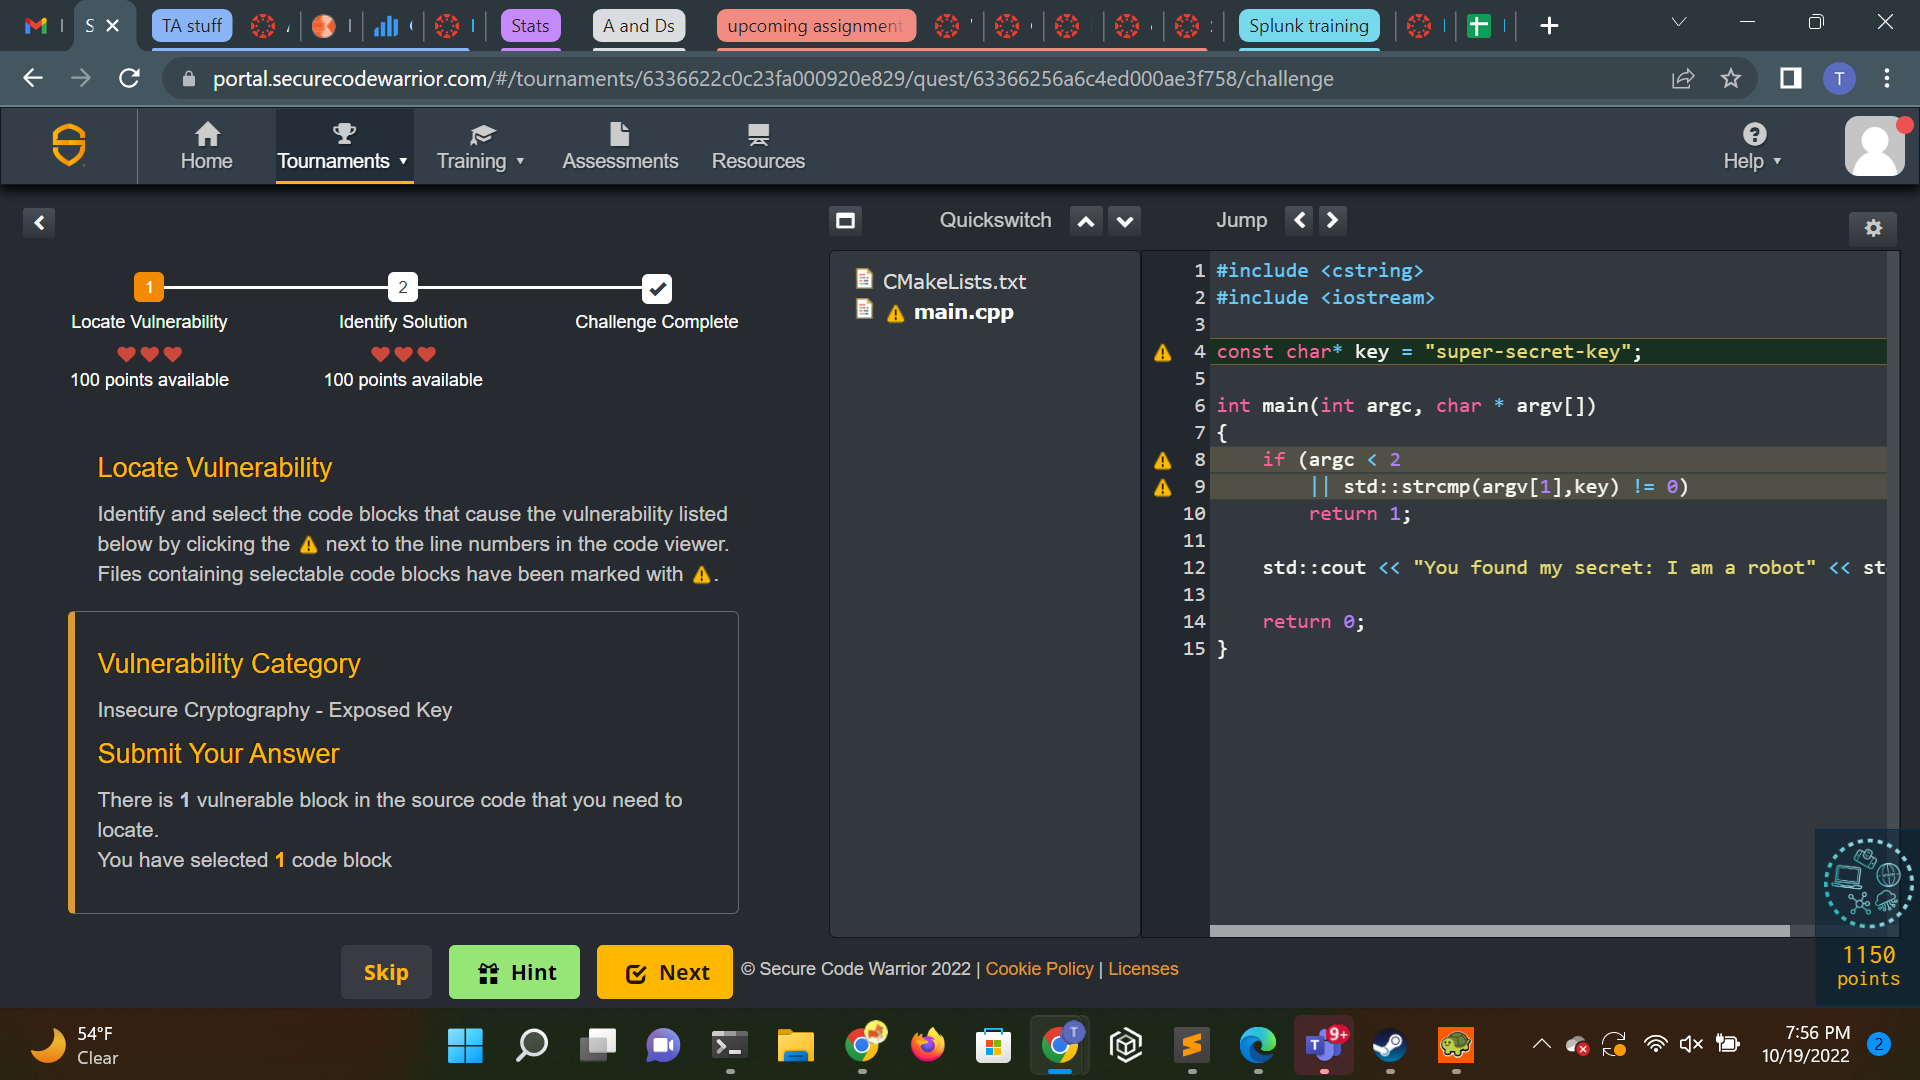 TA stuff
Stats
A and Ds
upcoming assignment
Splunk training
portal.securecodewarrior.com/#/tournaments/6336622c0c23fa000920e829/quest/63366256a6c4ed000ae3f758/challenge
T
Home
Tournaments
Training
Assessments
Resources
Help
Quickswitch
Jump
1
2
Locate Vulnerability
Identify Solution
Challenge Complete
100 points available
100 points available
Locate Vulnerability
Identify and select the code blocks that cause the vulnerability listed
below by clicking the ⚠ next to the line numbers in the code viewer.
Files containing selectable code blocks have been marked with ⚠.
Vulnerability Category
Insecure Cryptography - Exposed Key
Submit Your Answer
There is 1 vulnerable block in the source code that you need to
locate.
You have selected 1 code block
Skip
Hint
Next
CMakeLists.txt
main.cpp
1 #include <cstring>
2 #include <iostream>
3
4 const char* key = "super-secret-key";
5
6 int main(int argc, char * argv[])
7 {
8 if (argc < 2
9 || std::strcmp(argv[1],key) != 0)
10 return 1;
11
12 std::cout << "You found my secret: I am a robot" << st
13
14 return 0;
15 }
© Secure Code Warrior 2022 | Cookie Policy | Licenses
1150
points
54°F
Clear
T
9+
7:56 PM
10/19/2022
2